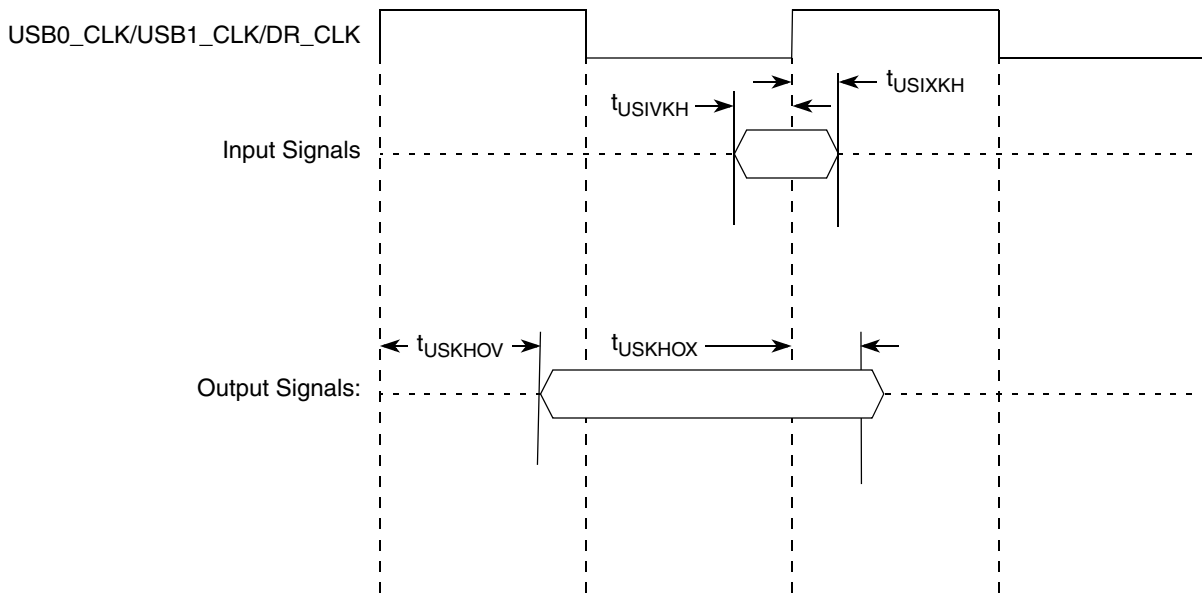 USB0_CLK/USB1_CLK/DR_CLK
tUSIXKH
tUSIVKH
Input Signals
tUSKHOV
tUSKHOX
Output Signals: